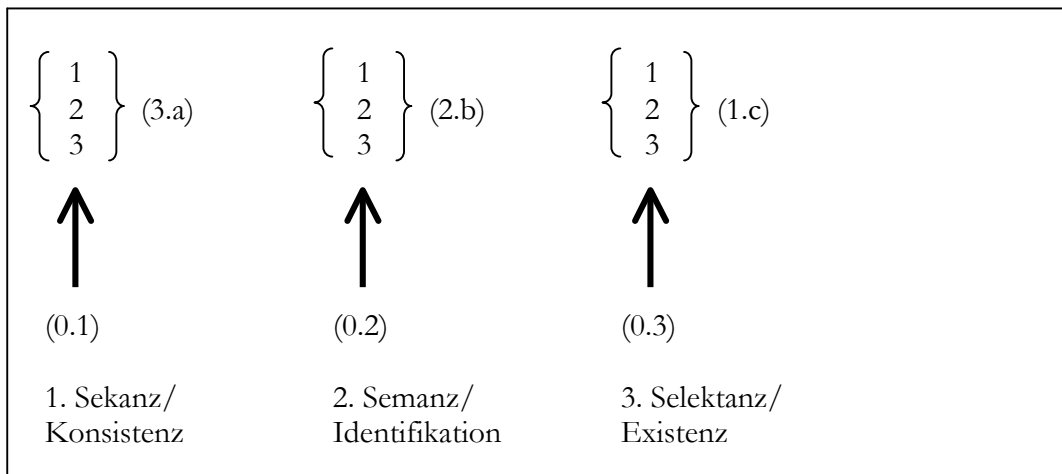 1 1 1
2 (3.a) 2 (2.b) 2 (1.c)
3 3 3
(0.1) (0.2) (0.3)
1. Sekanz/ 2. Semanz/ 3. Selektanz/
Konsistenz Identifikation Existenz